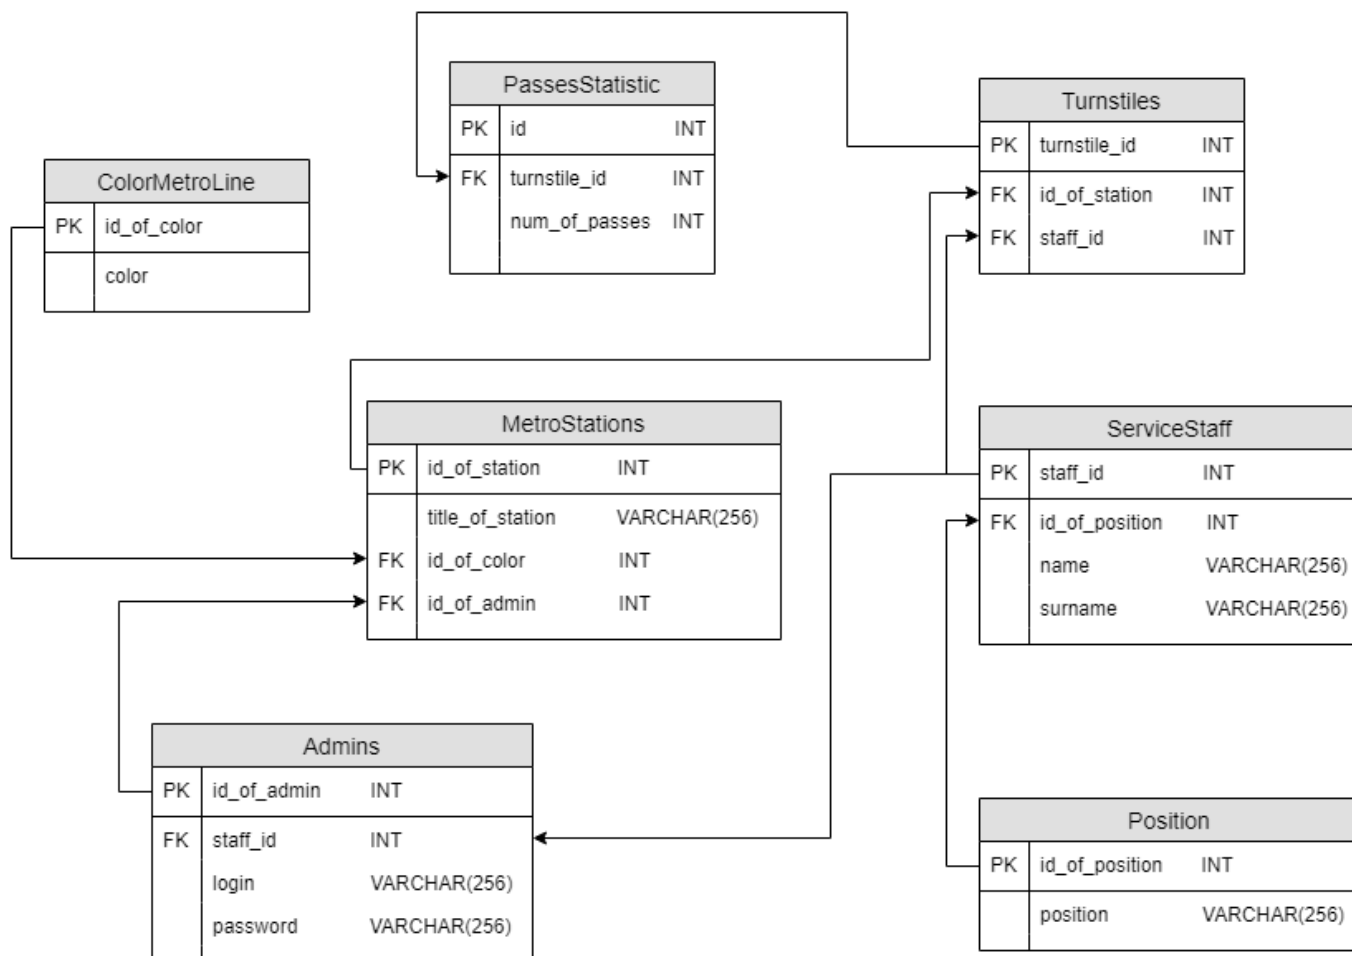 PassesStatistic
PK id INT
FK turnstile_id INT
num_of_passes INT
Turnstiles
PK turnstile_id INT
FK id_of_station INT
FK staff_id INT
ColorMetroLine
PK id_of_color
color
MetroStations
PK id_of_station INT
title_of_station VARCHAR(256)
FK id_of_color INT
FK id_of_admin INT
ServiceStaff
PK staff_id INT
FK id_of_position INT
name VARCHAR(256)
surname VARCHAR(256)
Admins
PK id_of_admin INT
FK staff_id INT
login VARCHAR(256)
password VARCHAR(256)
Position
PK id_of_position INT
position VARCHAR(256)